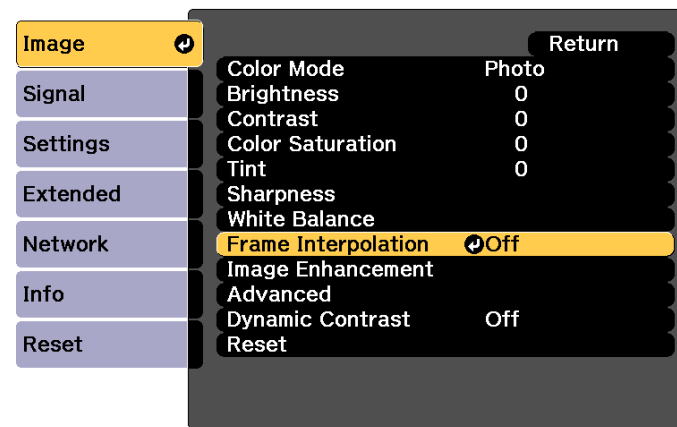 Image
Signal
Settings
Extended
Network
Info
Reset
Return
Color Mode Photo
Brightness 0
Contrast 0
Color Saturation 0
Tint 0
Sharpness
White Balance
Frame Interpolation Off
Image Enhancement
Advanced
Dynamic Contrast Off
Reset